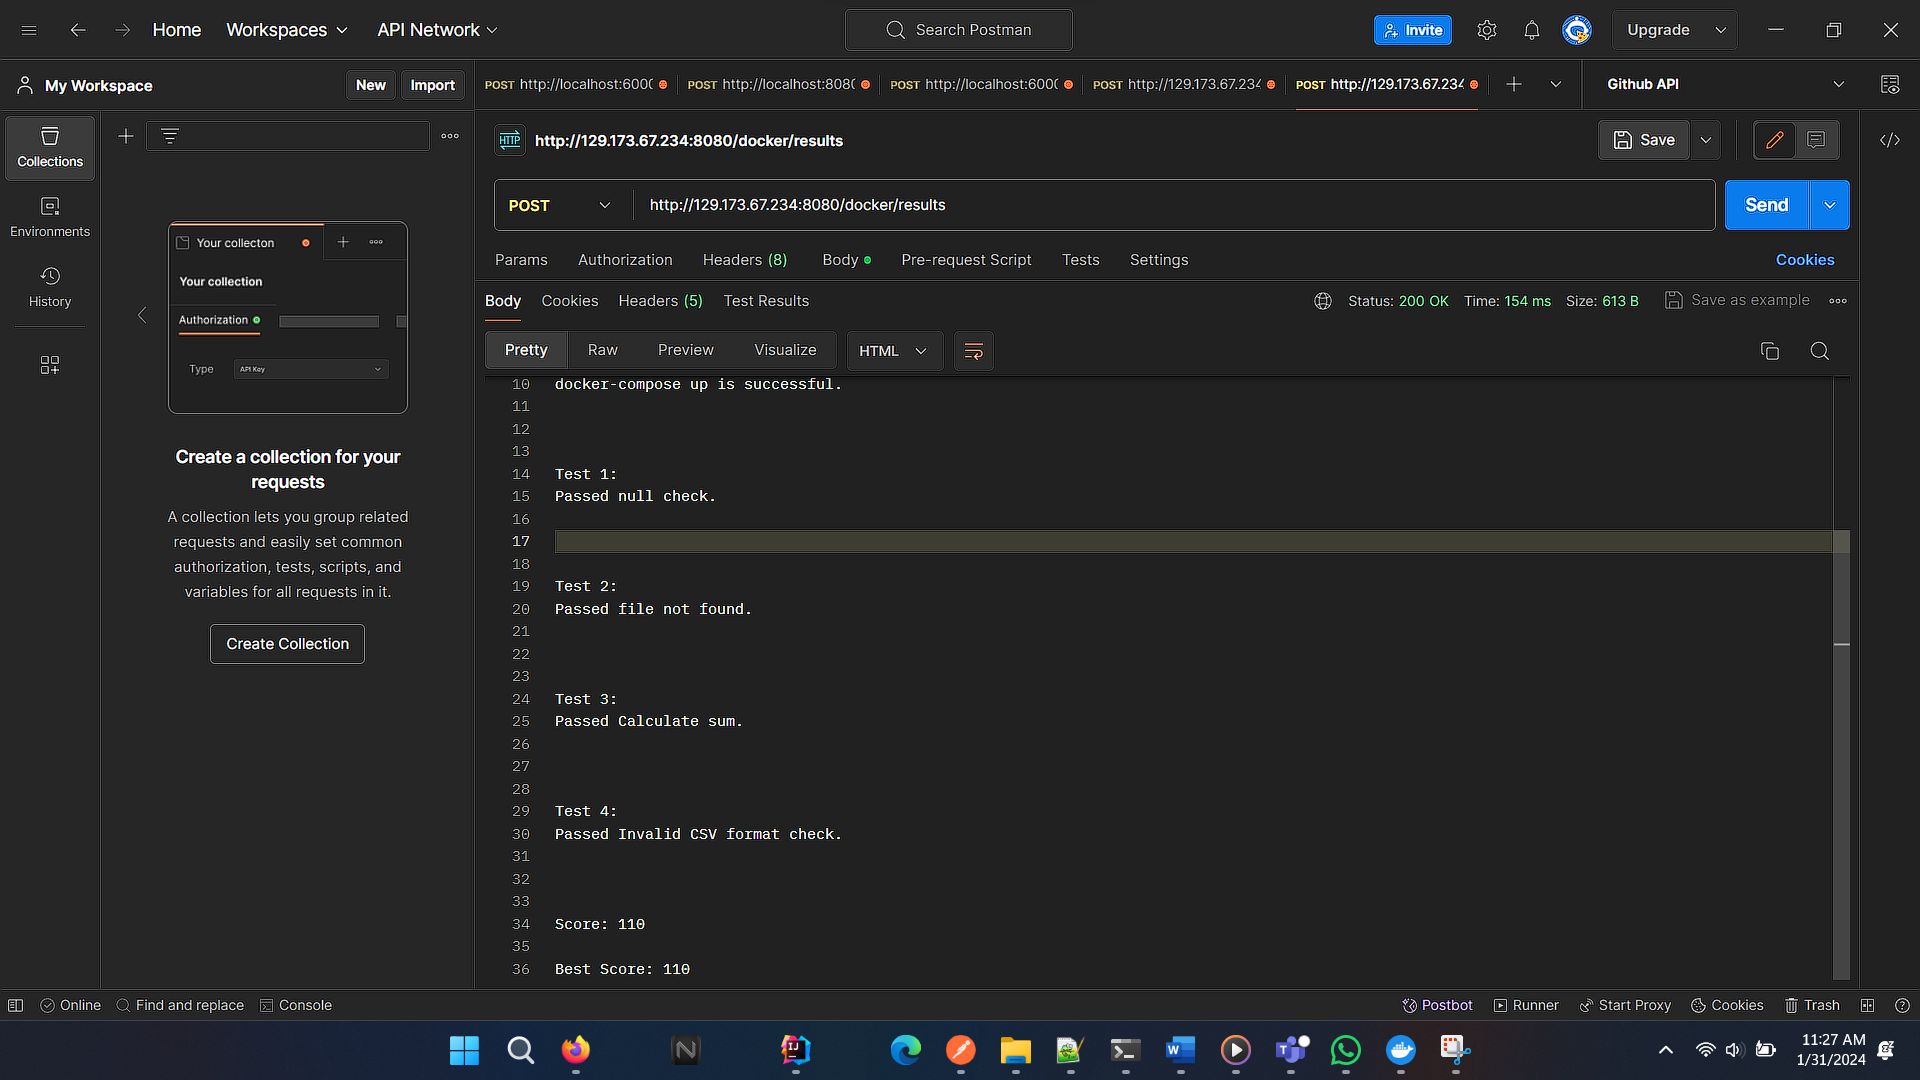 Home
Workspaces
API Network
Search Postman
Invite
Upgrade
My Workspace
New
Import
POST http://localhost:6000
POST http://localhost:8080
POST http://localhost:6000
POST http://129.173.67.234
POST http://129.173.67.234
Github API
Collections
Environments
History
HTTP
http://129.173.67.234:8080/docker/results
Save
POST
http://129.173.67.234:8080/docker/results
Send
Params
Authorization
Headers (8)
Body
Pre-request Script
Tests
Settings
Cookies
Body
Cookies
Headers (5)
Test Results
Status: 200 OK
Time: 154 ms
Size: 613 B
Save as example
Pretty
Raw
Preview
Visualize
HTML
Your collecton
Your collection
Authorization
Type
API Key
Create a collection for your
requests
A collection lets you group related
requests and easily set common
authorization, tests, scripts, and
variables for all requests in it.
Create Collection
10 docker-compose up is successful.
11
12
13
14 Test 1:
15 Passed null check.
16
17
18
19 Test 2:
20 Passed file not found.
21
22
23
24 Test 3:
25 Passed Calculate sum.
26
27
28
29 Test 4:
30 Passed Invalid CSV format check.
31
32
33
34 Score: 110
35
36 Best Score: 110
Online
Find and replace
Console
Postbot
Runner
Start Proxy
Cookies
Trash
11:27 AM
1/31/2024